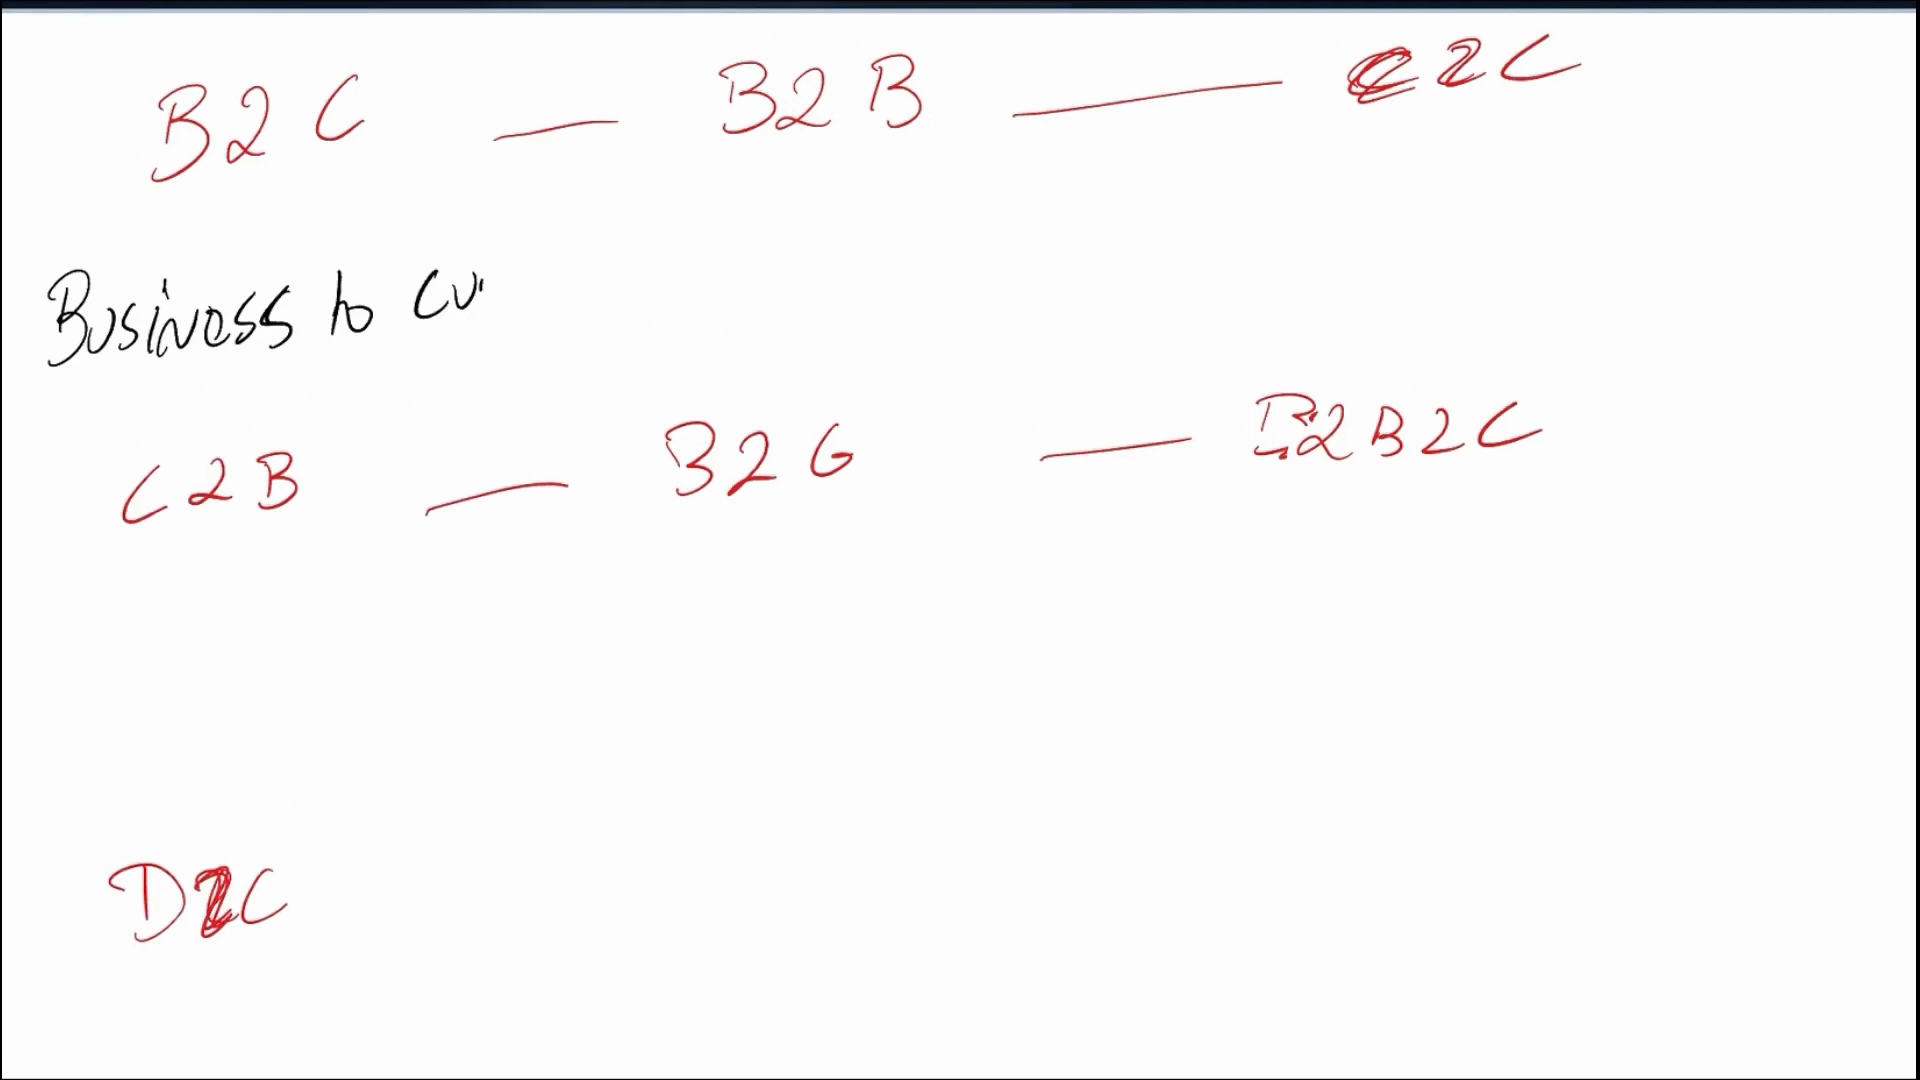 B2C — B2B — C2C
Business to cu
C2B — B2G — B2B2C
D2C